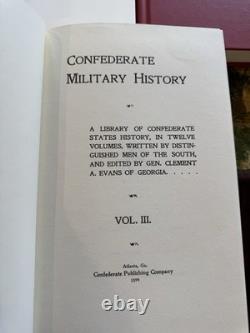 CONFEDERATE
MILITARY HISTORY
A LIBRARY OF CONFEDERATE
STATES HISTORY, IN TWELVE
VOLUMES, WRITTEN BY DISTIN-
GUISHED MEN OF THE SOUTH,
AND EDITED BY GEN. CLEMENT
A. EVANS OF GEORGIA. . . . .
VOL. III.
Atlanta, Ga.
Confederate Publishing Company
1899